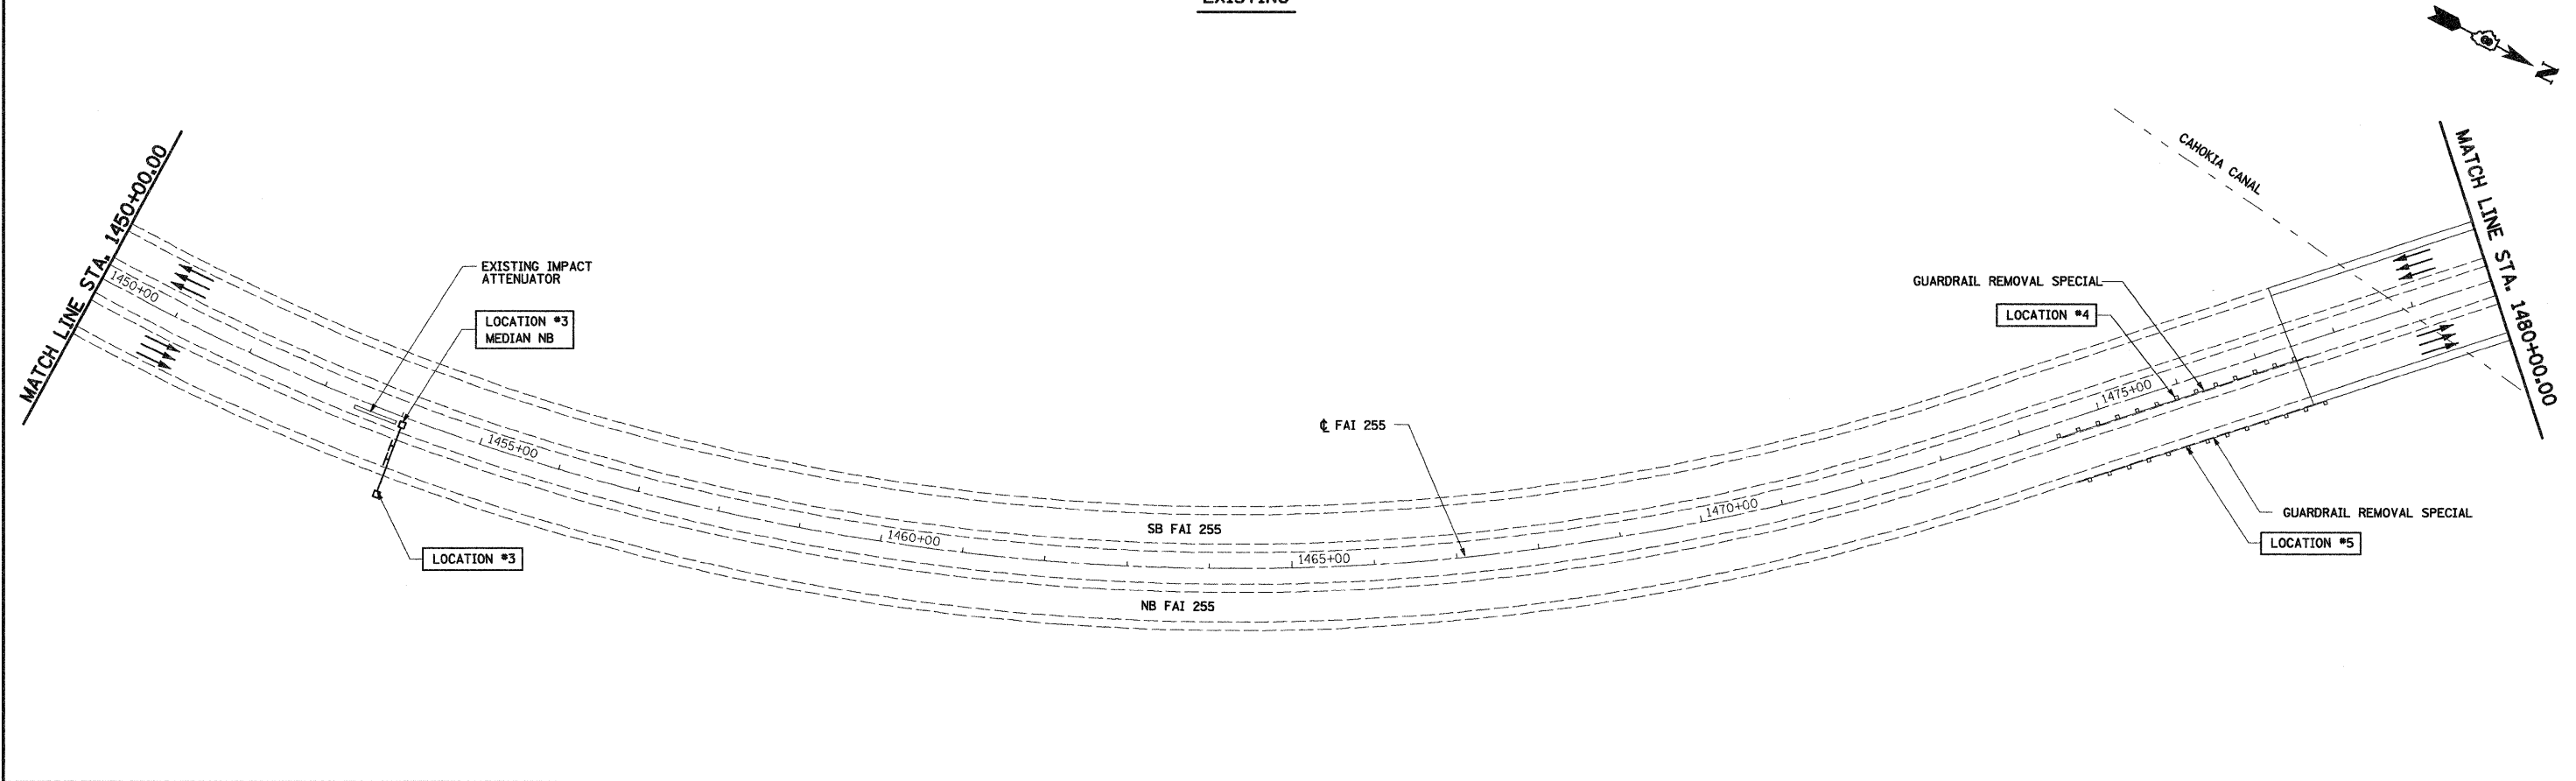 EXISTING
N
MATCH LINE STA. 1450+00.00
1450+00
EXISTING IMPACT
ATTENUATOR
LOCATION #3
MEDIAN NB
LOCATION #3
1455+00
1460+00
SB FAI 255
NB FAI 255
1465+00
℄ FAI 255
1470+00
1475+00
GUARDRAIL REMOVAL SPECIAL
LOCATION #4
CAHOKIA CANAL
GUARDRAIL REMOVAL SPECIAL
LOCATION #5
MATCH LINE STA. 1480+00.00